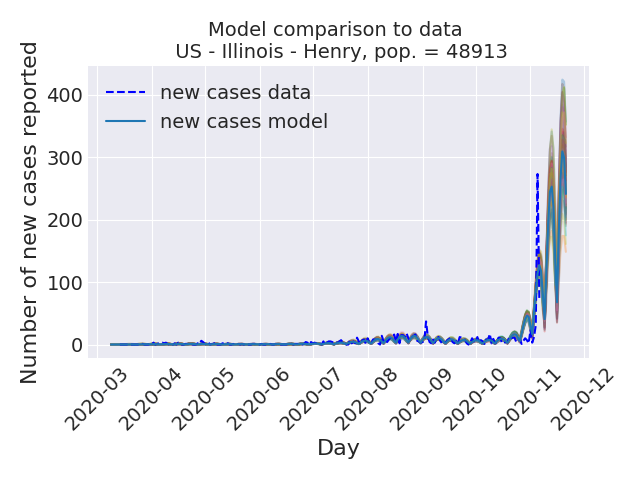 Model comparison to data
US - Illinois - Henry, pop. = 48913
Number of new cases reported
400
300
200
100
0
new cases data
new cases model
2020-03
2020-04
2020-05
2020-06
2020-07
2020-08
2020-09
2020-10
2020-11
2020-12
Day